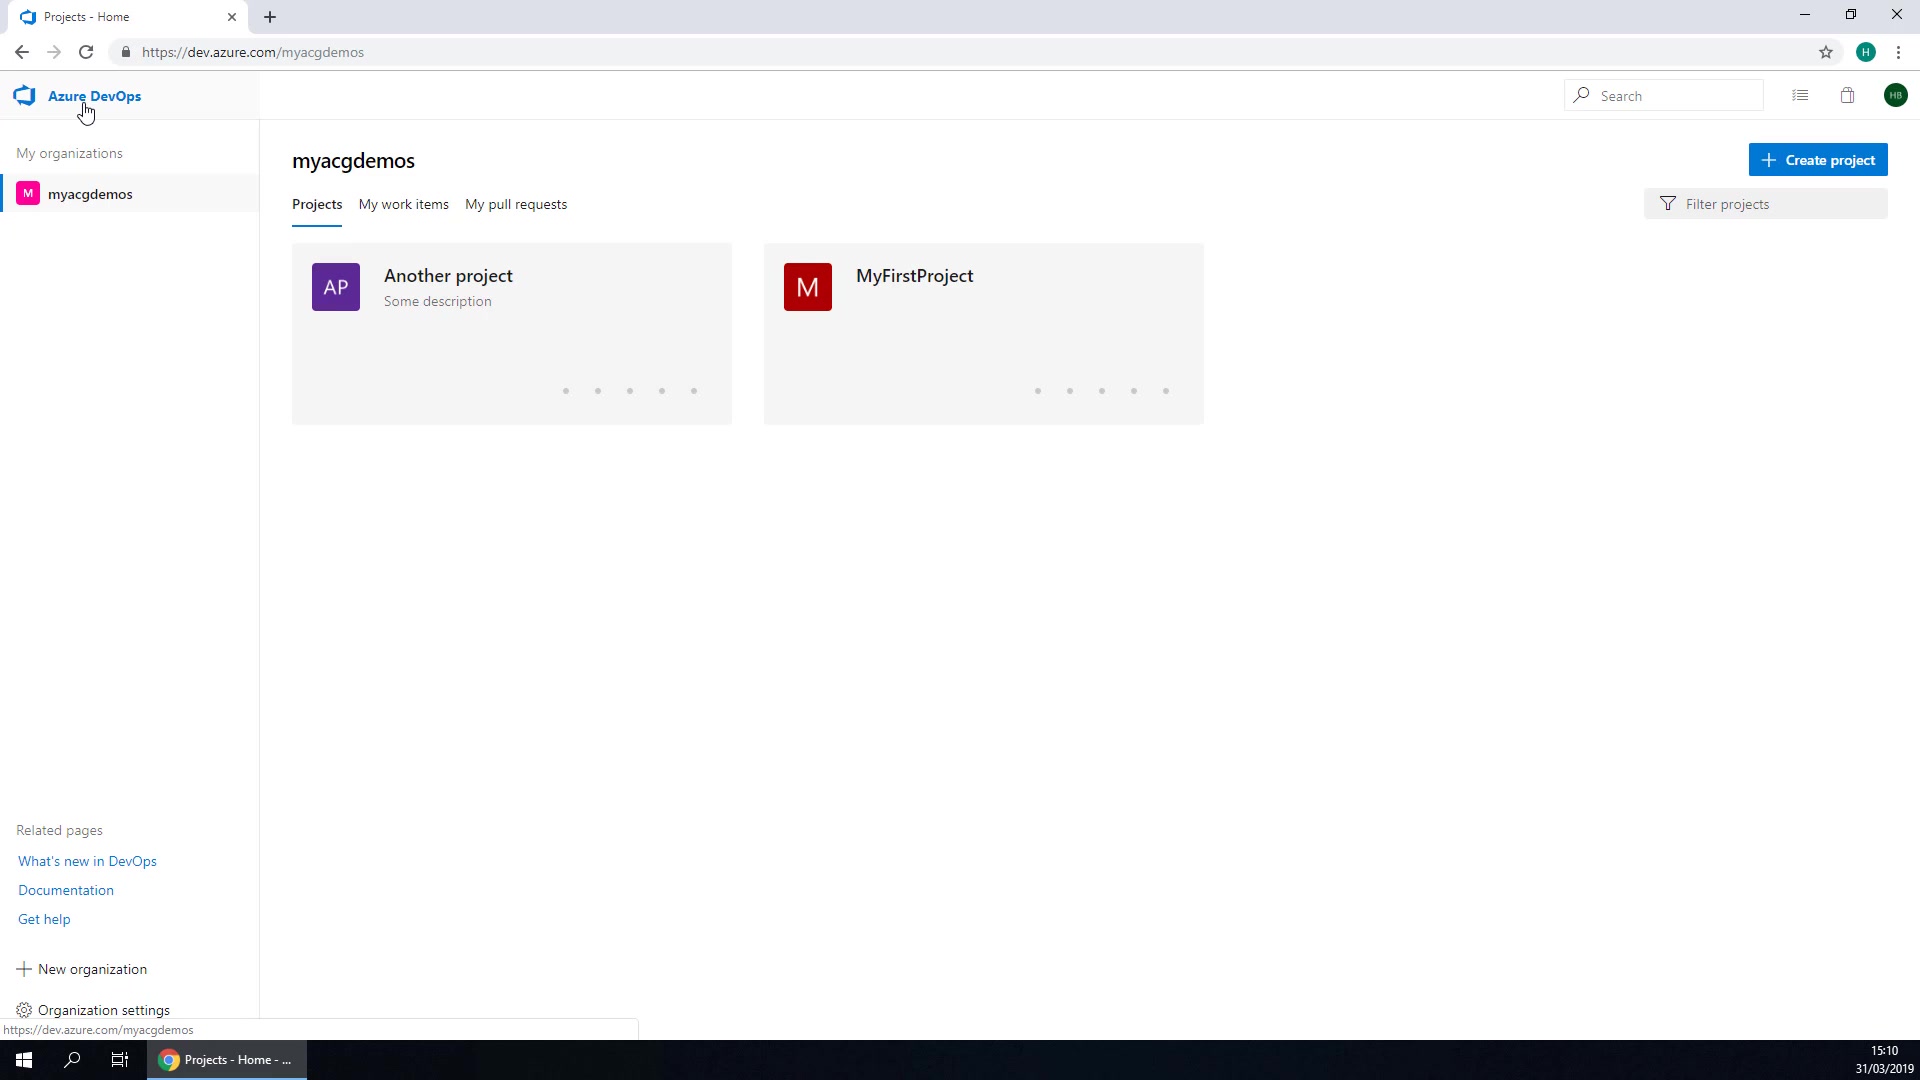 Projects - Home
https://dev.azure.com/myacgdemos
H
Azure DevOps
Search
HB
My organizations
M myacgdemos
myacgdemos
Create project
Projects My work items My pull requests
Filter projects
AP
Another project
Some description
M
MyFirstProject
Related pages
What's new in DevOps
Documentation
Get help
New organization
Organization settings
https://dev.azure.com/myacgdemos
Projects - Home - ...
15:10
31/03/2019